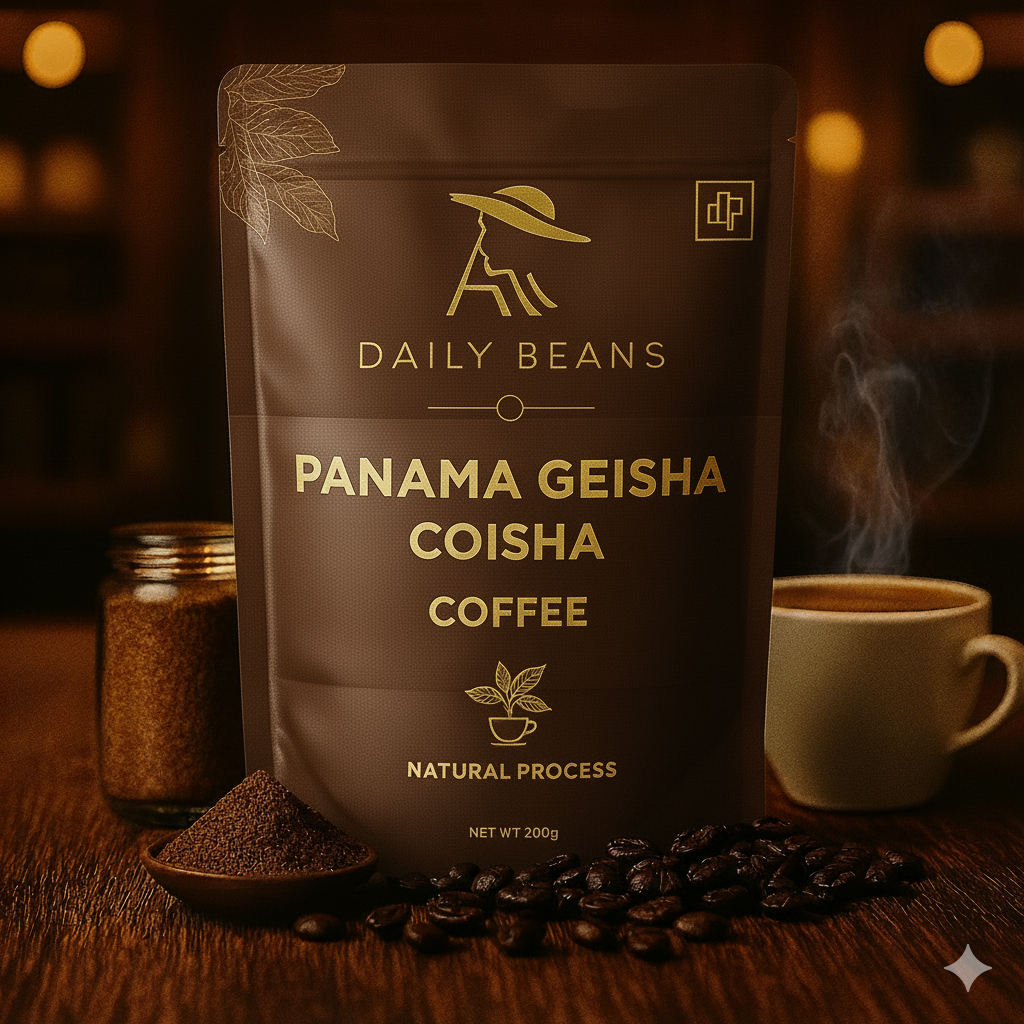 DAILY BEANS
PANAMA GEISHA
COISHA
COFFEE
NATURAL PROCESS
NET WT 200g